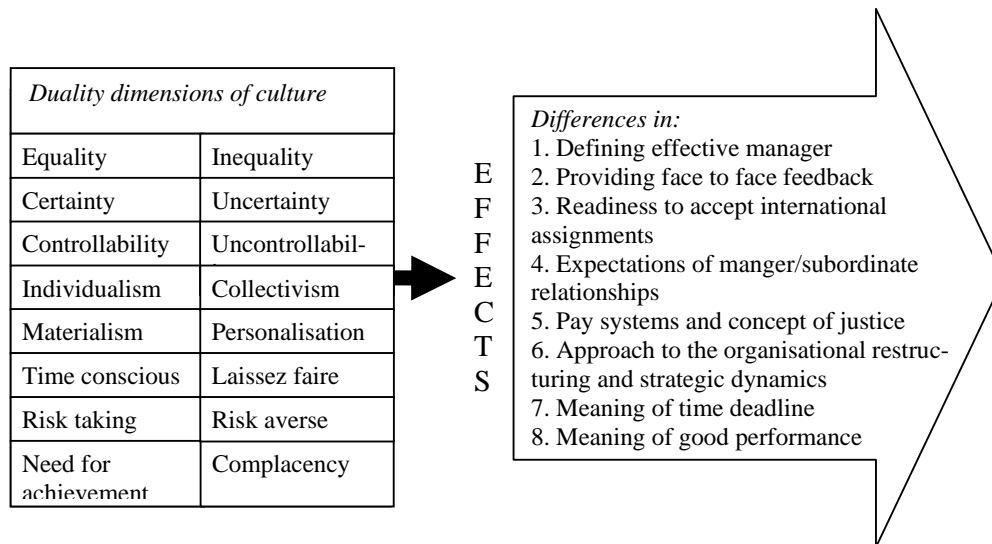 Duality dimensions of culture
Equality Inequality
Certainty Uncertainty
Controllability Uncontrollabil-
Individualism Collectivism
Materialism Personalisation
Time conscious Laissez faire
Risk taking Risk averse
Need for Complacency
achievement
E
F
F
E
C
T
S
Differences in:
1. Defining effective manager
2. Providing face to face feedback
3. Readiness to accept international
assignments
4. Expectations of manger/subordinate
relationships
5. Pay systems and concept of justice
6. Approach to the organisational restruc-
turing and strategic dynamics
7. Meaning of time deadline
8. Meaning of good performance